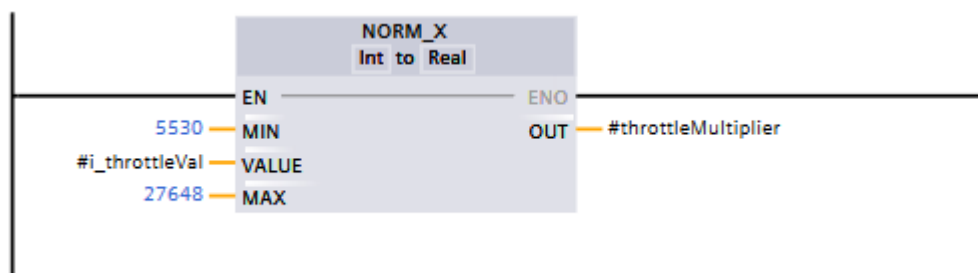 NORM_X
Int to Real
EN ENO
5530 MIN OUT #throttleMultiplier
#i_throttleVal VALUE
27648 MAX